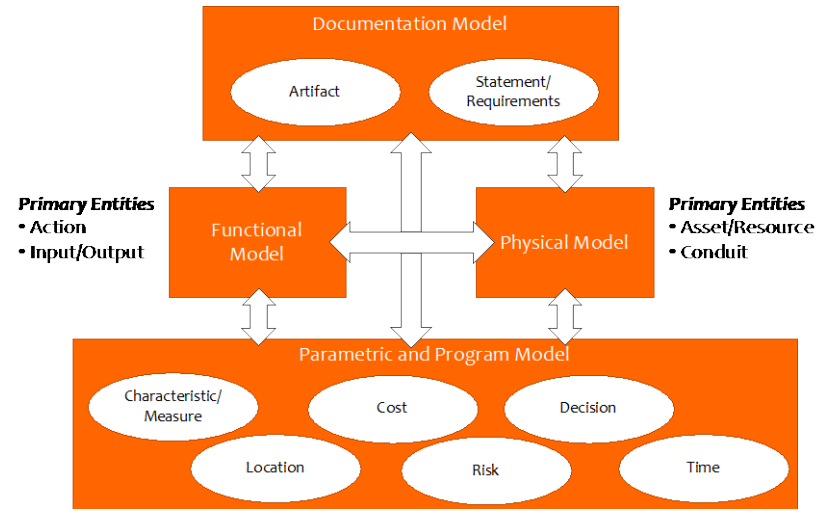 Documentation Model
Artifact
Statement/
Requirements
Primary Entities
• Action
• Input/Output
Functional
Model
Physical Model
Primary Entities
• Asset/Resource
• Conduit
Parametric and Program Model
Characteristic/
Measure
Cost
Decision
Location
Risk
Time